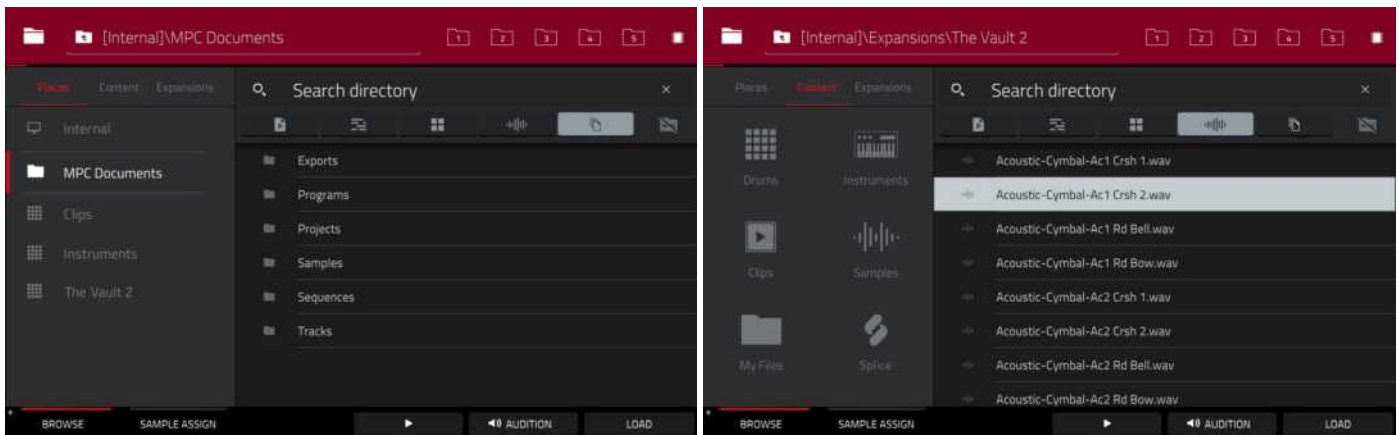 [Internal]\MPC Documents
1 2 3 4 5
Places Content Expansions
Search directory
Internal
MPC Documents
Clips
Instruments
The Vault 2
Exports
Programs
Projects
Samples
Sequences
Tracks
BROWSE SAMPLE ASSIGN AUDITION LOAD
[Internal]\Expansions\The Vault 2
1 2 3 4 5
Places Content Expansions
Search directory
Drums Instruments
Clips Samples
My Files Splice
Acoustic-Cymbal-Ac1 Crsh 1.wav
Acoustic-Cymbal-Ac1 Crsh 2.wav
Acoustic-Cymbal-Ac1 Rd Bell.wav
Acoustic-Cymbal-Ac1 Rd Bow.wav
Acoustic-Cymbal-Ac2 Crsh 1.wav
Acoustic-Cymbal-Ac2 Crsh 2.wav
Acoustic-Cymbal-Ac2 Rd Bell.wav
Acoustic-Cymbal-Ac2 Rd Bow.wav
BROWSE SAMPLE ASSIGN AUDITION LOAD